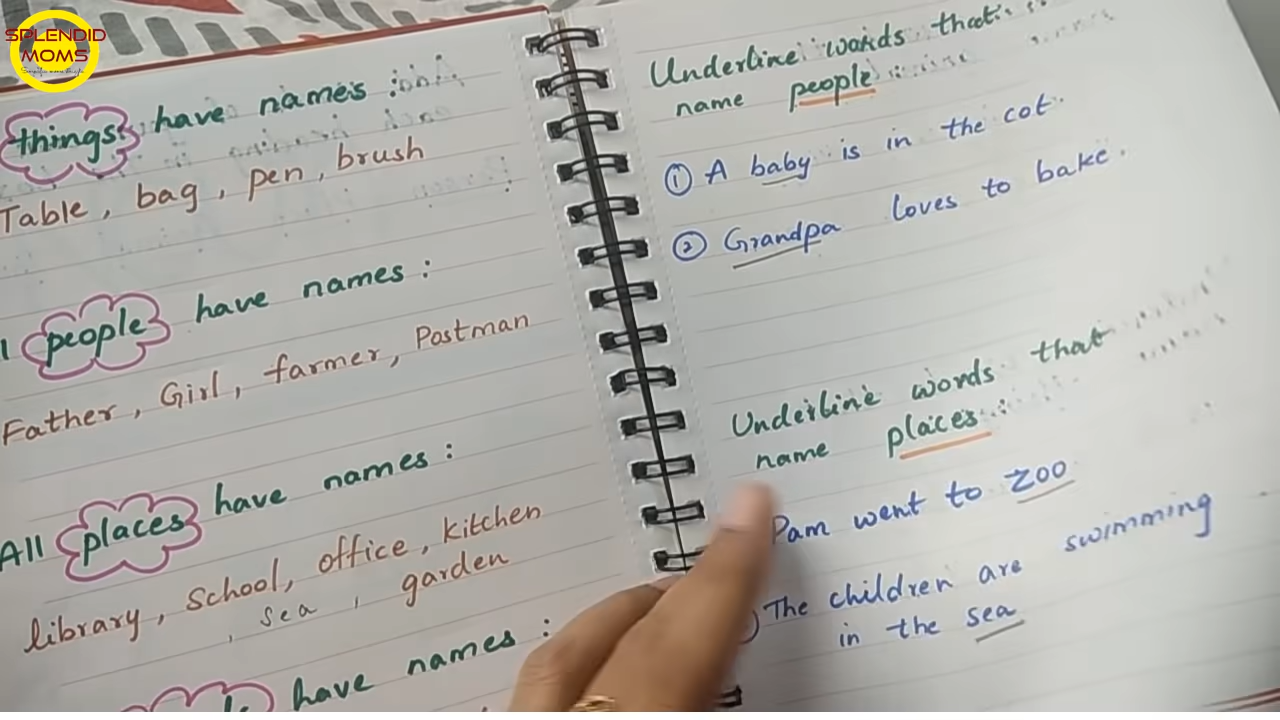 SPLENDID
MOMS
things have names :
Table, bag, pen, brush
people have names :
Father, Girl, farmer, Postman
All places have names :
library, school, office, kitchen
, sea, garden
have names :
Underline words that
name people
① A baby is in the cot.
② Grandpa loves to bake.
Underline words that
name places
Pam went to zoo
The children are swimming
in the sea